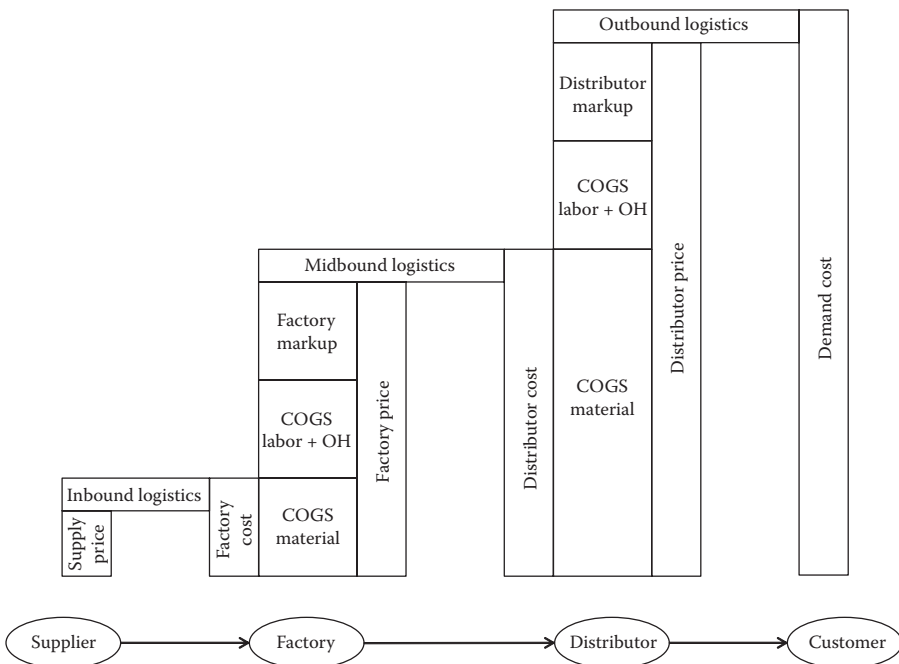 Outbound logistics
Distributor
markup
COGS
labor + OH
Distributor price
Demand cost
Midbound logistics
Factory
markup
COGS
labor + OH
Factory price
Distributor cost
COGS
material
Inbound logistics
Supply
price
Factory
cost
COGS
material
Supplier
Factory
Distributor
Customer